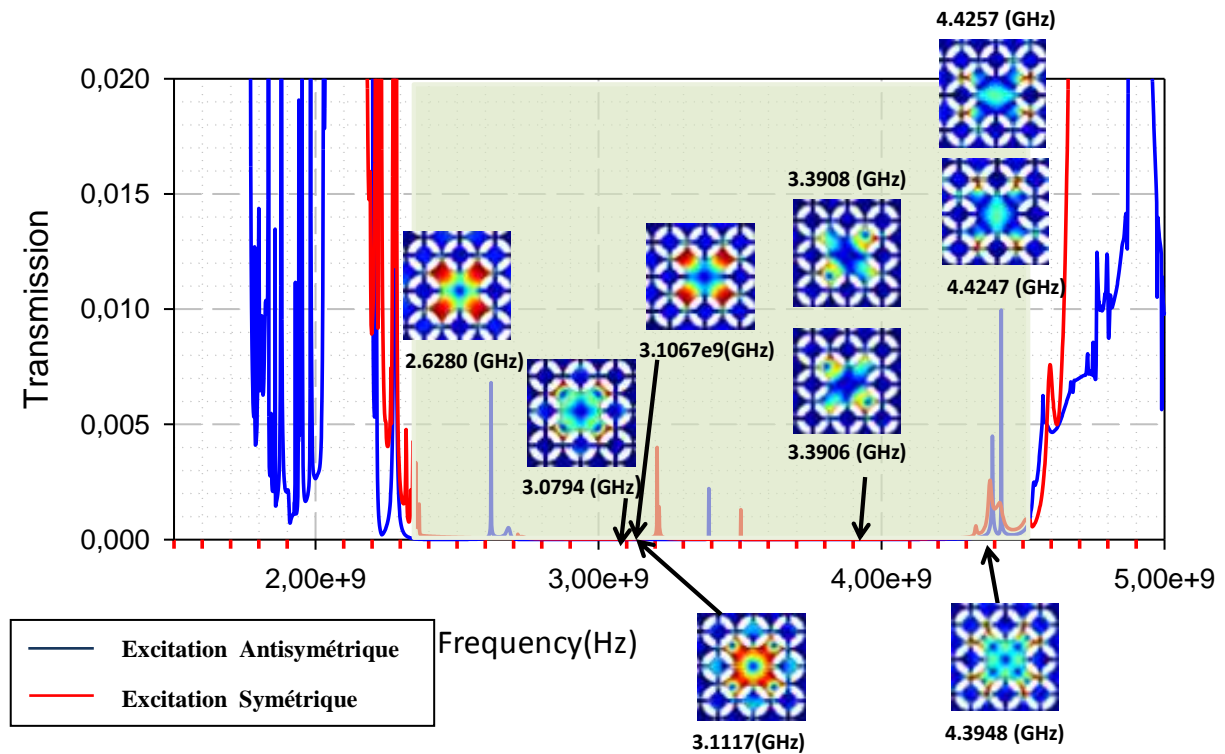 4.4257 (GHz)
0,020
0,015
0,010
0,005
0,000
Transmission
3.3908 (GHz)
4.4247 (GHz)
2.6280 (GHz)
3.1067e9(GHz)
3.3906 (GHz)
3.0794 (GHz)
2,00e+9
3,00e+9
4,00e+9
5,00e+9
Frequency(Hz)
Excitation Antisymétrique
Excitation Symétrique
3.1117(GHz)
4.3948 (GHz)